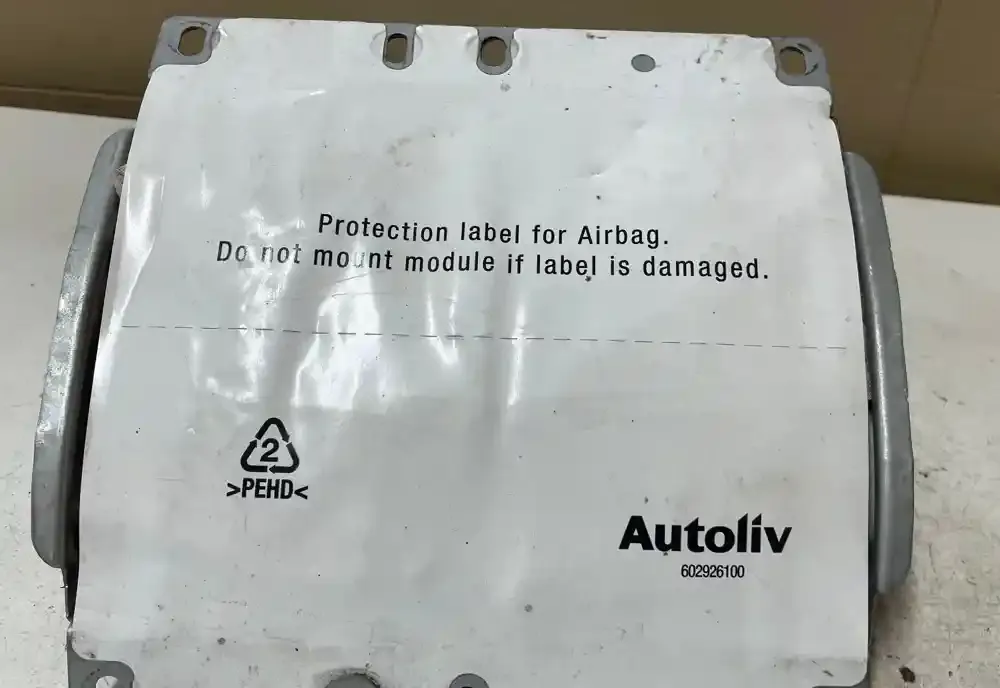 Protection label for Airbag.
Do not mount module if label is damaged.
2
>PEHD<
Autoliv
602926100